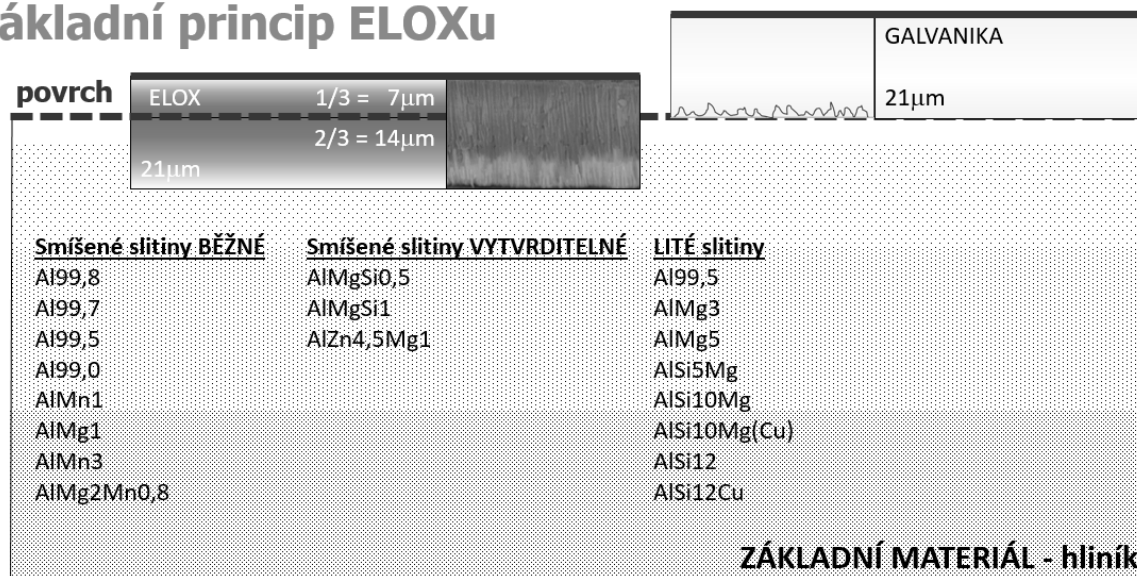 ákladní princip ELOXu
GALVANIKA
21μm
povrch
ELOX 1/3 = 7μm
2/3 = 14μm
21μm
Smíšené slitiny BĚŽNÉ
Al99,8
Al99,7
Al99,5
Al99,0
AlMn1
AlMg1
AlMn3
AlMg2Mn0,8
Smíšené slitiny VYTVRDITELNÉ
AlMgSi0,5
AlMgSi1
AlZn4,5Mg1
LITÉ slitiny
Al99,5
AlMg3
AlMg5
AlSi5Mg
AlSi10Mg
AlSi10Mg(Cu)
AlSi12
AlSi12Cu
ZÁKLADNÍ MATERIÁL - hliník